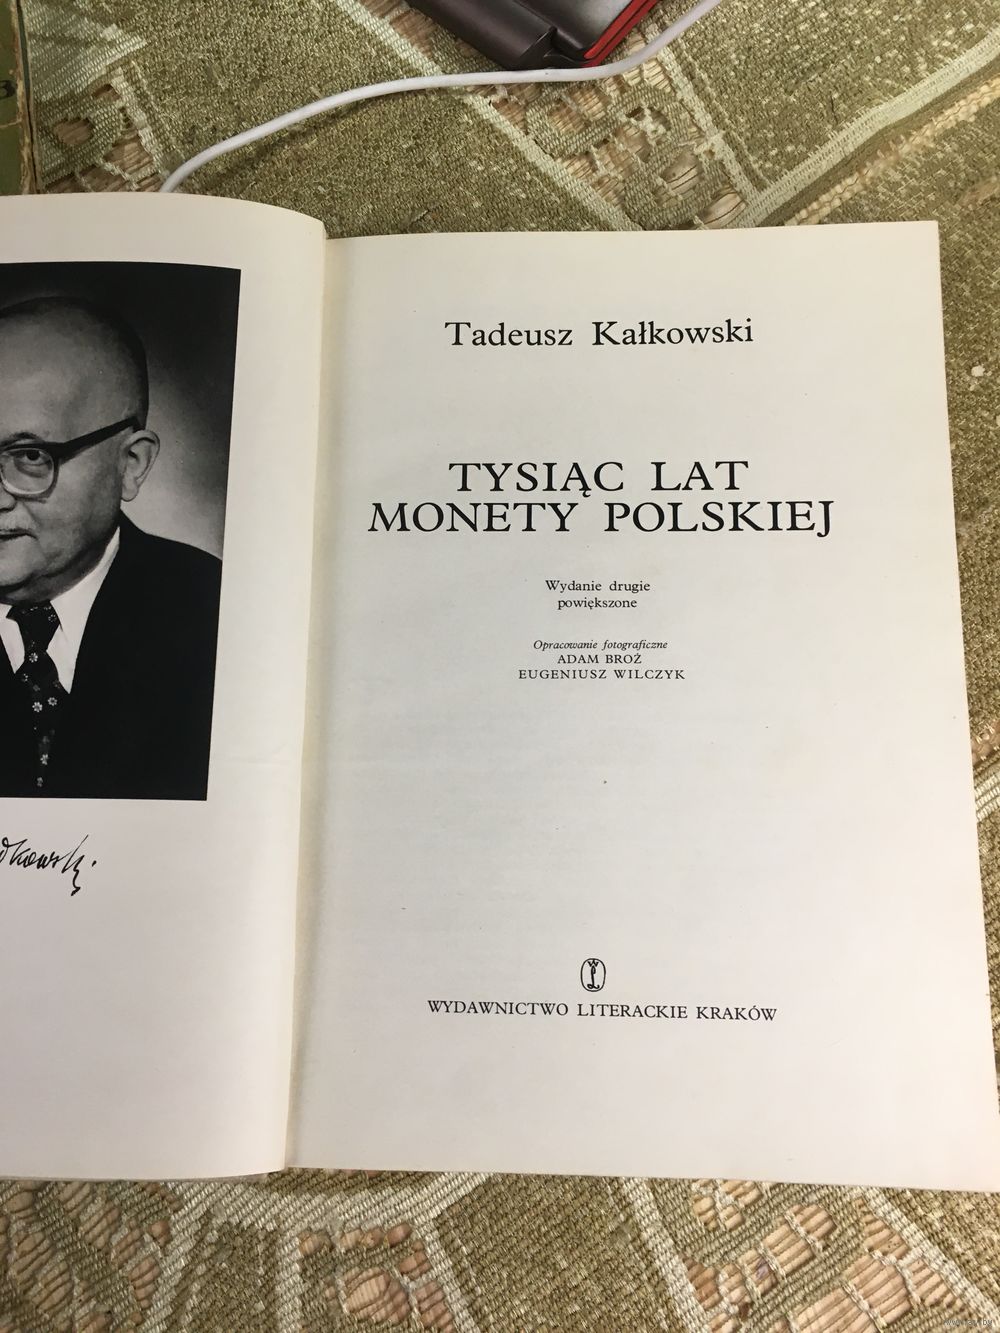 Tadeusz Kałkowski
TYSIĄC LAT
MONETY POLSKIEJ
Wydanie drugie
powiększone
Opracowanie fotograficzne
ADAM BROŻ
EUGENIUSZ WILCZYK
WYDAWNICTWO LITERACKIE KRAKÓW